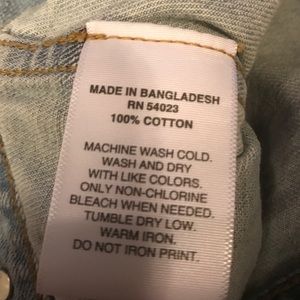 MADE IN BANGLADESH
RN 54023
100% COTTON
MACHINE WASH COLD.
WASH AND DRY
WITH LIKE COLORS.
ONLY NON-CHLORINE
BLEACH WHEN NEEDED.
TUMBLE DRY LOW.
WARM IRON.
DO NOT IRON PRINT.